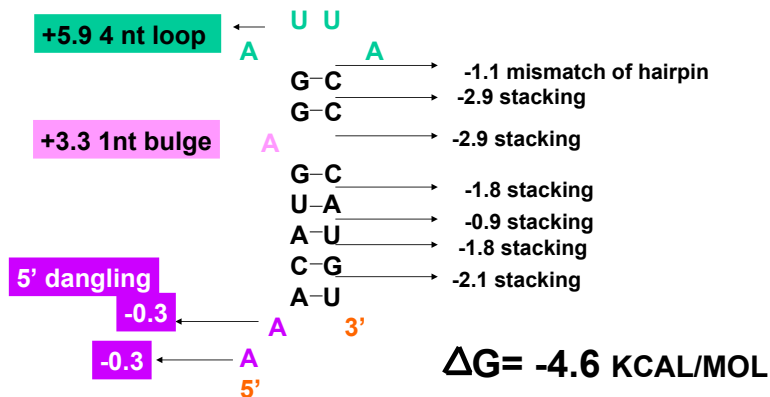 +5.9 4 nt loop
U U
A A
G–C
-1.1 mismatch of hairpin
G–C
-2.9 stacking
+3.3 1nt bulge
A
-2.9 stacking
G–C
-1.8 stacking
U–A
-0.9 stacking
A–U
-1.8 stacking
5’ dangling
C–G
-2.1 stacking
A–U
-0.3
A
3’
-0.3
A
5’
ΔG= -4.6 KCAL/MOL